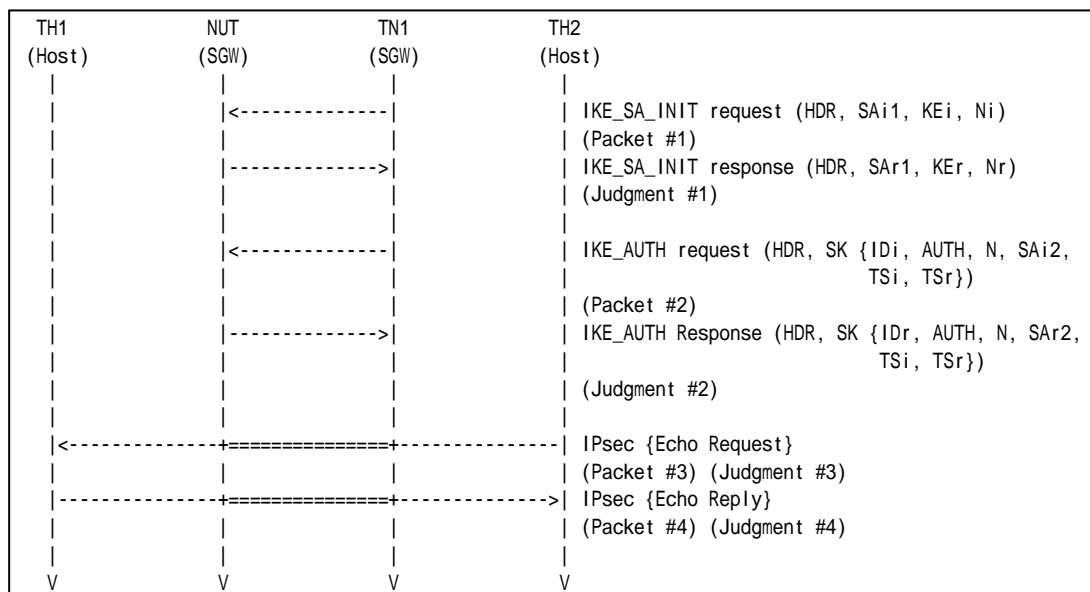 TH1 NUT TN1 TH2
(Host) (SGW) (SGW) (Host)
| | | |
| |<--------------| | IKE_SA_INIT request (HDR, SAi1, KEi, Ni)
| | | | (Packet #1)
| |-------------->| | IKE_SA_INIT response (HDR, SAr1, KEr, Nr)
| | | | (Judgment #1)
| | | |
| |<--------------| | IKE_AUTH request (HDR, SK {IDi, AUTH, N, SAi2,
| | | | TSi, TSr})
| | | | (Packet #2)
| |-------------->| | IKE_AUTH Response (HDR, SK {IDr, AUTH, N, SAr2,
| | | | TSi, TSr})
| | | | (Judgment #2)
| | | |
|<--------------+===============+--------------| IPsec {Echo Request}
| | | | (Packet #3) (Judgment #3)
|---------------+===============+------------->| IPsec {Echo Reply}
| | | | (Packet #4) (Judgment #4)
| | | |
V V V V